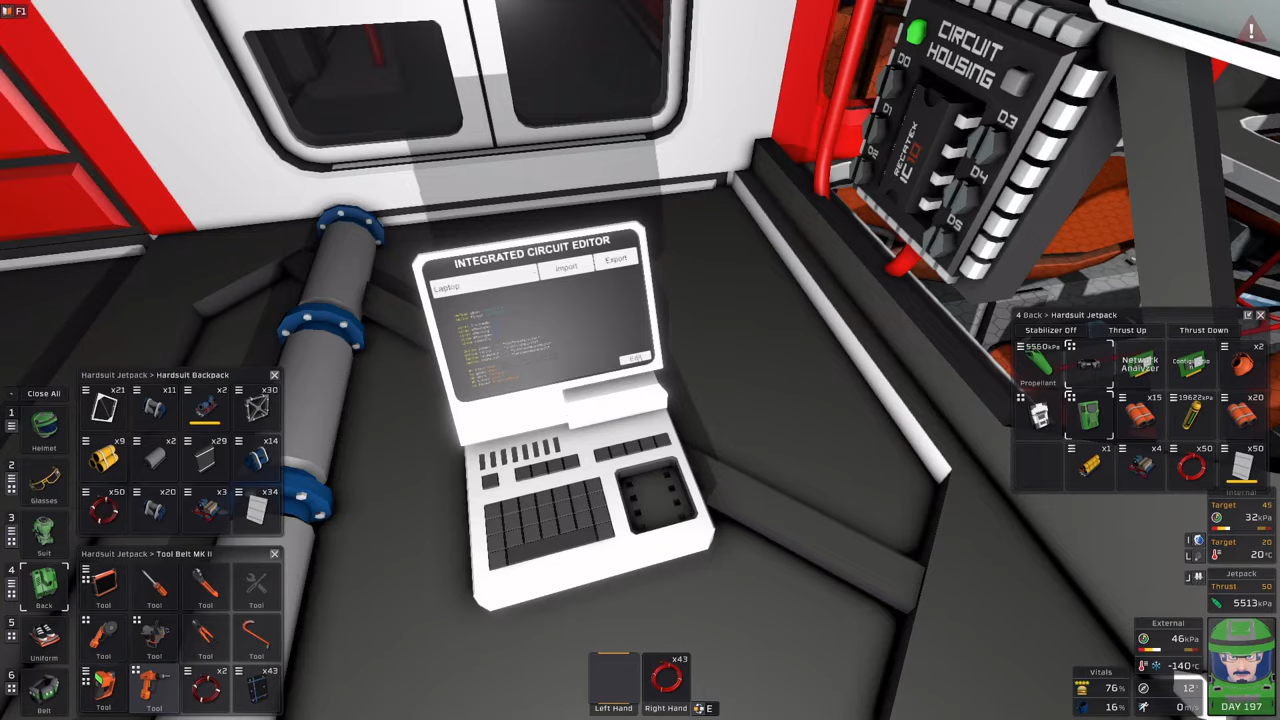 F1
CIRCUIT
HOUSING
D0
D1
D2
D3
D4
D5
RECATEK
IC10
INTEGRATED CIRCUIT EDITOR
Laptop
Import
Export
Edit
4 Back > Hardsuit Jetpack
Stabilizer Off
Thrust Up
Thrust Down
5560kPa
Propellant
Network
Analyzer
x2
x15
19622kPa
x20
x1
x4
x50
x50
Close All
Hardsuit Jetpack > Hardsuit Backpack
x21
x11
x2
x30
x9
x2
x29
x14
x50
x20
x3
x34
Hardsuit Jetpack > Tool Belt MK II
Tool
Tool
Tool
Tool
Tool
Tool
Tool
Tool
Tool
Tool
x2
x43
1
Helmet
2
Glasses
3
Suit
4
Back
5
Uniform
6
Belt
Left Hand
x43
Right Hand
E
Internal
Target 45
32kPa
Target 20
20°C
Jetpack
Thrust 50
5513kPa
External
46kPa
-140°C
12°
0m/s
Vitals
76%
16%
DAY 197